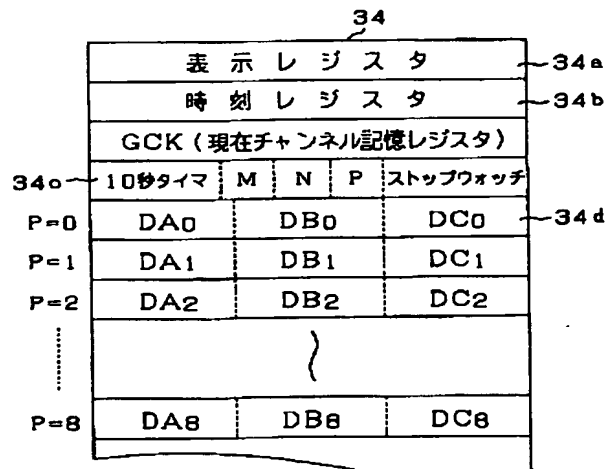 34
表示レジスタ 34a
時刻レジスタ 34b
GCK(現在チャンネル記憶レジスタ)
34c 10秒タイマ M N P ストップウォッチ
P=0 DA0 DB0 DC0 34d
P=1 DA1 DB1 DC1
P=2 DA2 DB2 DC2
P=8 DA8 DB8 DC8